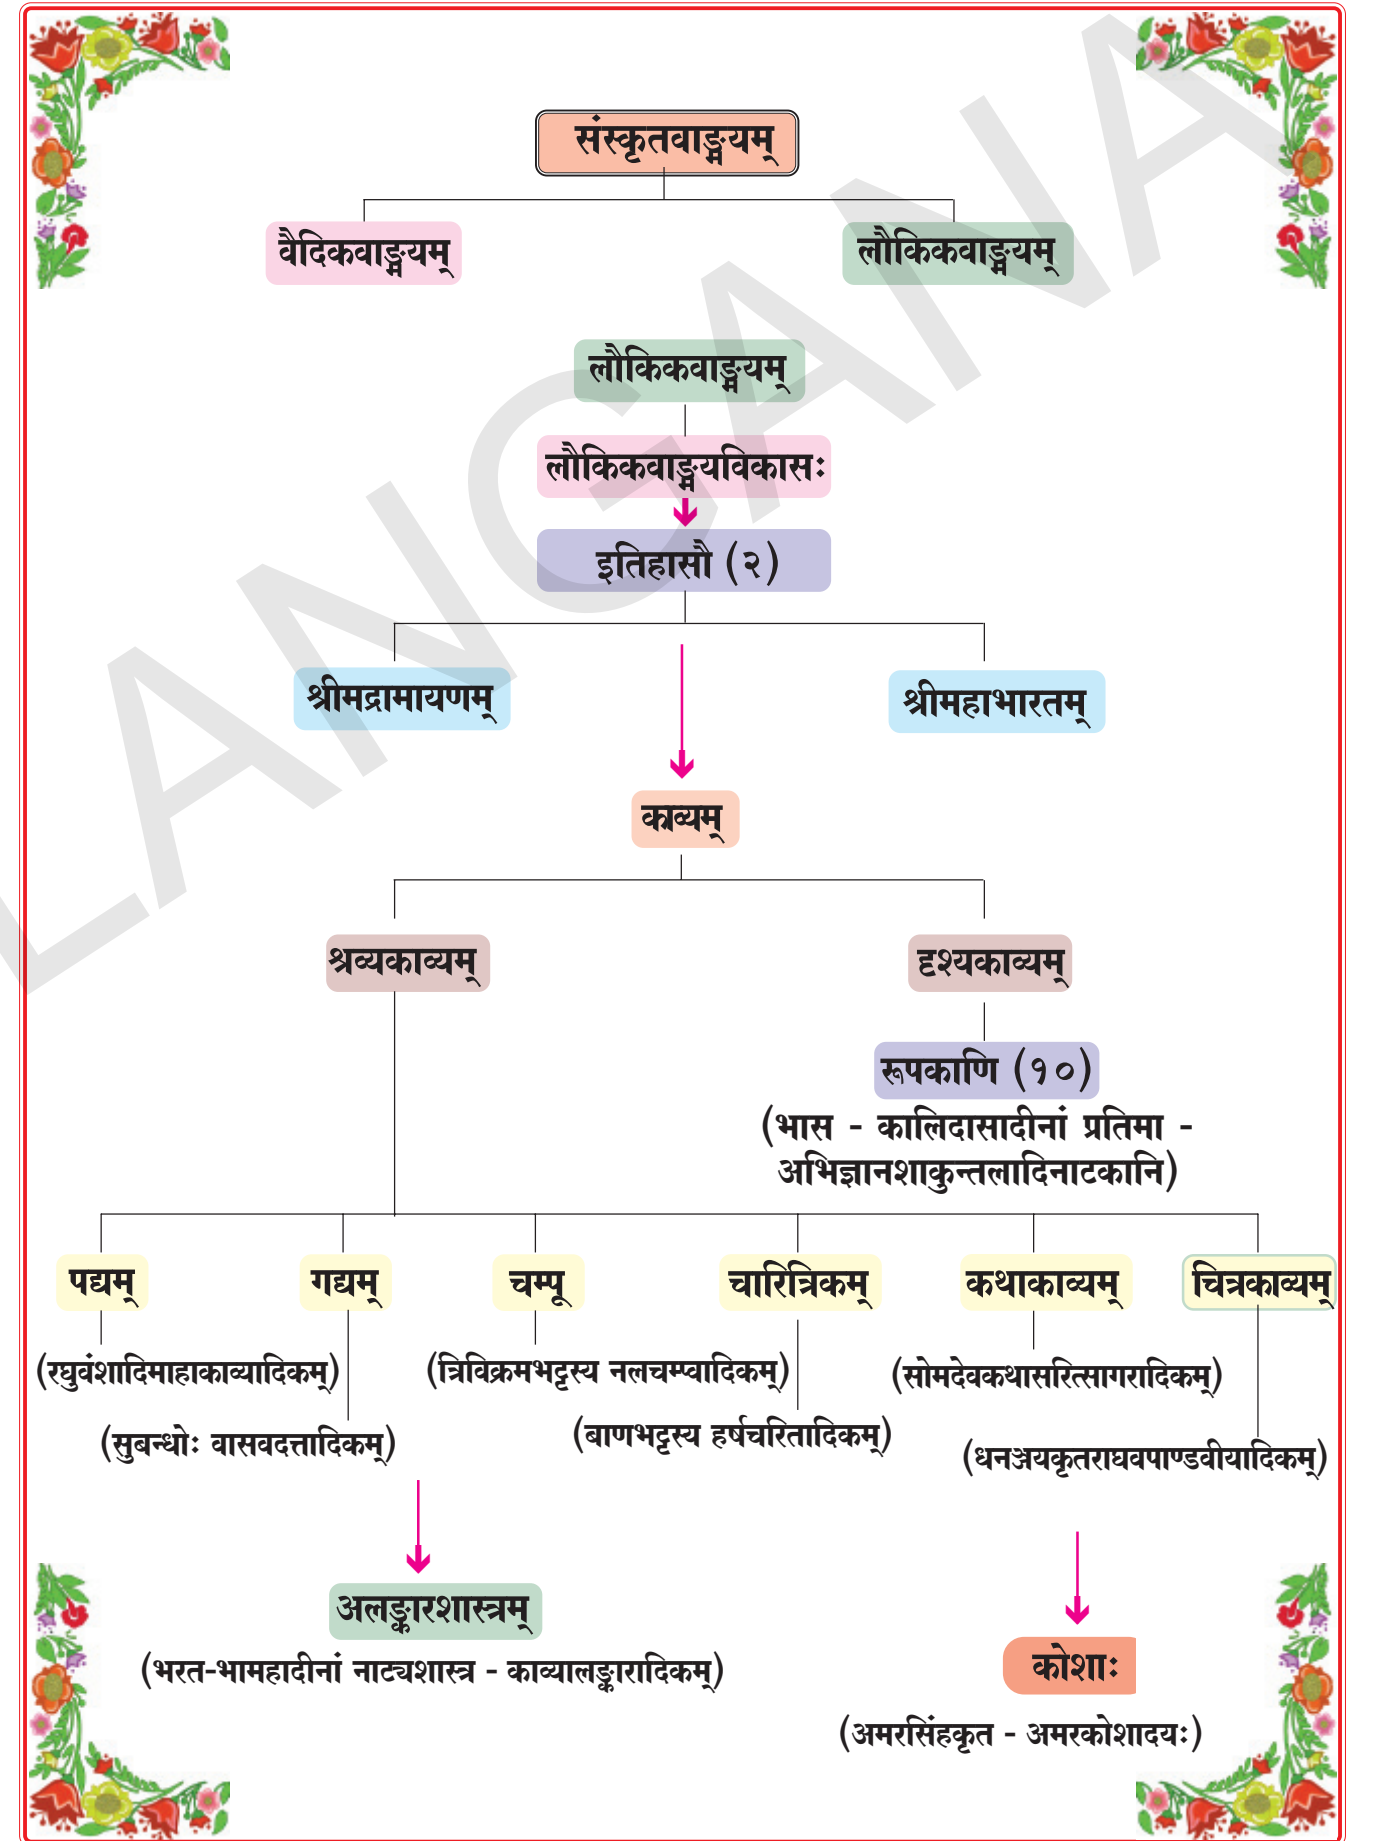 संस्कृतवाङ्मयम्
वैदिकवाङ्मयम् लौकिकवाङ्मयम्
लौकिकवाङ्मयम्
लौकिकवाङ्मयविकासः
इतिहासौ (२)
श्रीमद्रामायणम् श्रीमहाभारतम्
काव्यम्
श्रव्यकाव्यम् दृश्यकाव्यम्
रूपकाणि (१०)
(भास - कालिदासादीनां प्रतिमा -
अभिज्ञानशाकुन्तलादिनाटकानि)
पद्यम् गद्यम् चम्पू चारित्रिकम् कथाकाव्यम् चित्रकाव्यम्
(रघुवंशादिमाहाकाव्यादिकम्) (त्रिविक्रमभट्टस्य नलचम्प्वादिकम्) (सोमदेवकथासरित्सागरादिकम्)
(सुबन्धोः वासवदत्तादिकम्) (बाणभट्टस्य हर्षचरितादिकम्) (धनञ्जयकृतराघवपाण्डवीयादिकम्)
अलङ्कारशास्त्रम्
(भरत-भामहादीनां नाट्यशास्त्र - काव्यालङ्कारादिकम्)
कोशाः
(अमरसिंहकृत - अमरकोशादयः)
LANGANA